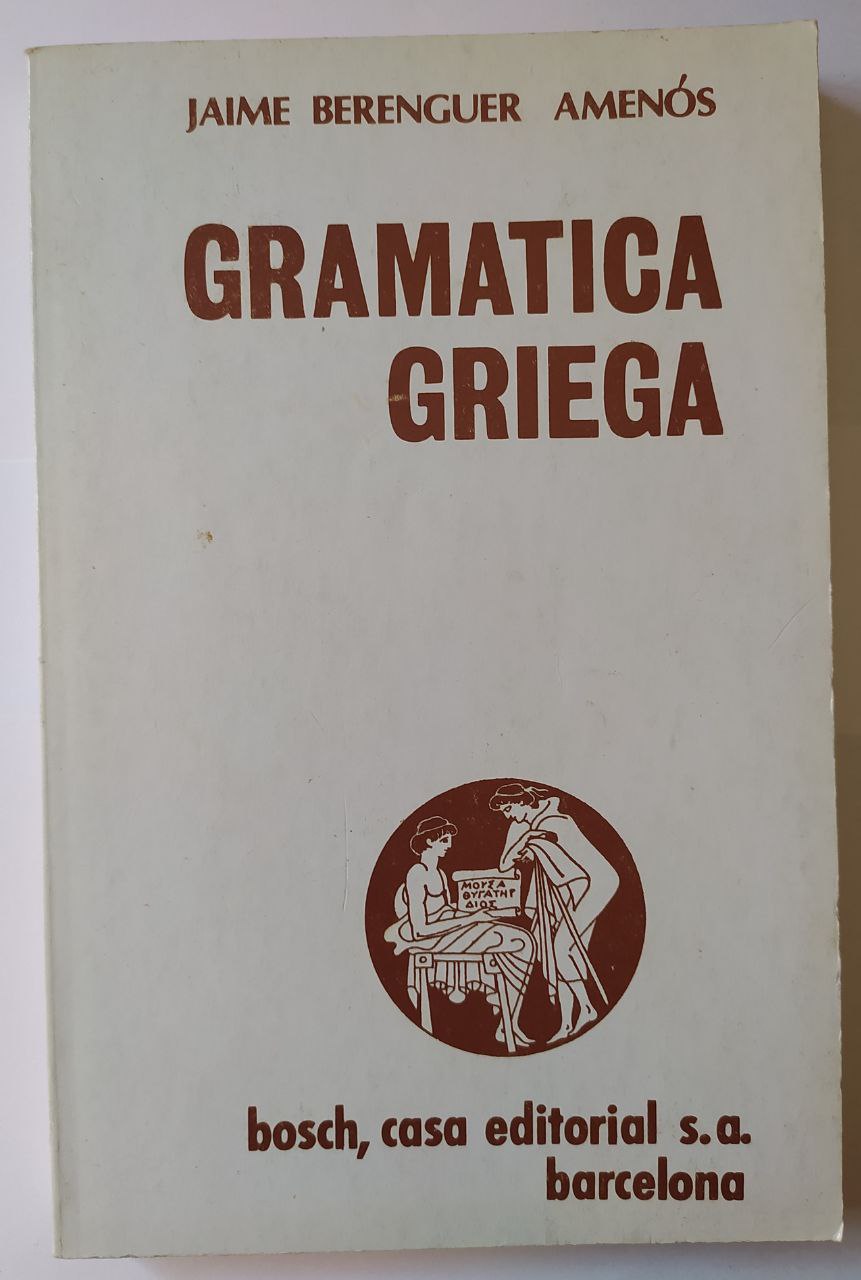 JAIME BERENGUER AMENÓS
GRAMATICA
GRIEGA
ΜΟΥΣΑ
ΘΥΓΑΤΗΡ
ΔΙΟΣ
bosch, casa editorial s.a.
barcelona